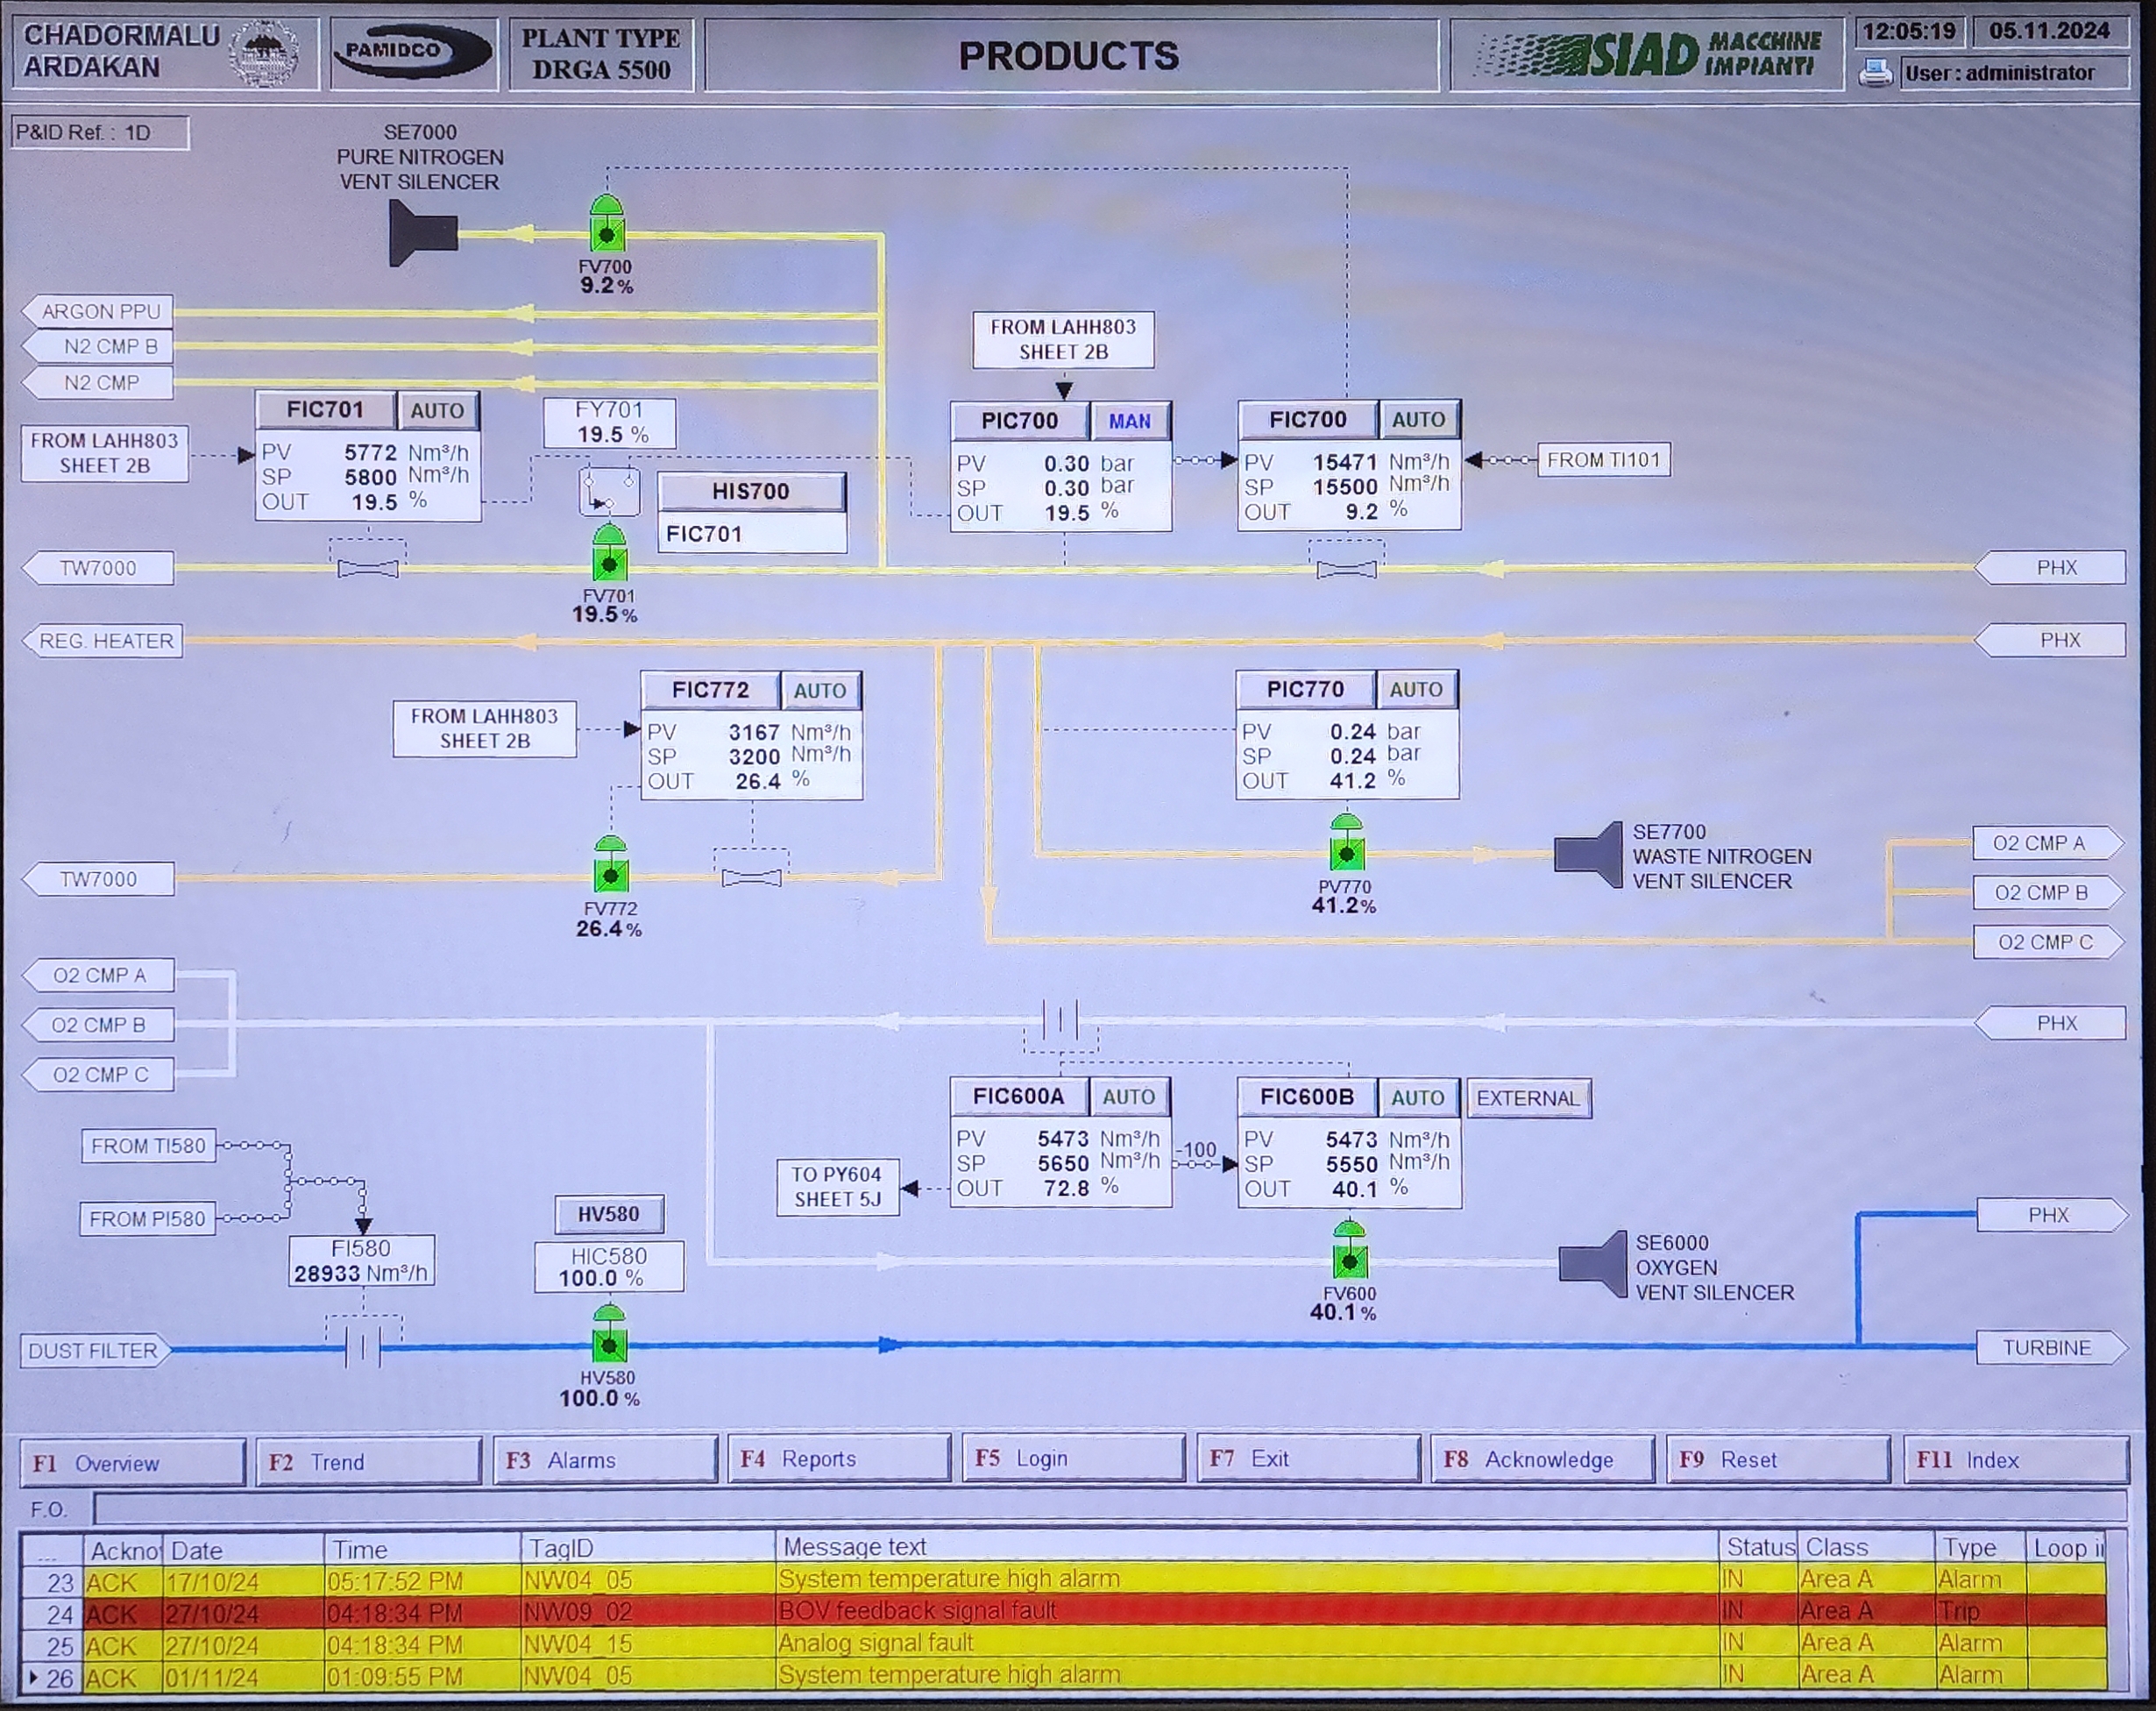 CHADORMALU
ARDAKAN
PAMIDCO
PLANT TYPE
DRGA 5500
PRODUCTS
SIAD MACCHINE
IMPIANTI
12:05:19 05.11.2024
User : administrator
P&ID Ref. : 1D
SE7000
PURE NITROGEN
VENT SILENCER
FV700
9.2 %
ARGON PPU
N2 CMP B
N2 CMP
FROM LAHH803
SHEET 2B
FIC701 AUTO
PV 5772 Nm³/h
SP 5800 Nm³/h
OUT 19.5 %
FY701
19.5 %
HIS700
FIC701
FROM LAHH803
SHEET 2B
PIC700 MAN
PV 0.30 bar
SP 0.30 bar
OUT 19.5 %
FIC700 AUTO
PV 15471 Nm³/h
SP 15500 Nm³/h
OUT 9.2 %
FROM TI101
TW7000
FV701
19.5 %
PHX
REG. HEATER
PHX
FROM LAHH803
SHEET 2B
FIC772 AUTO
PV 3167 Nm³/h
SP 3200 Nm³/h
OUT 26.4 %
PIC770 AUTO
PV 0.24 bar
SP 0.24 bar
OUT 41.2 %
TW7000
FV772
26.4 %
PV770
41.2 %
SE7700
WASTE NITROGEN
VENT SILENCER
O2 CMP A
O2 CMP B
O2 CMP C
O2 CMP A
O2 CMP B
O2 CMP C
PHX
FIC600A AUTO
PV 5473 Nm³/h
SP 5650 Nm³/h
OUT 72.8 %
-100
FIC600B AUTO EXTERNAL
PV 5473 Nm³/h
SP 5550 Nm³/h
OUT 40.1 %
TO PY604
SHEET 5J
FROM TI580
FROM PI580
FI580
28933 Nm³/h
HV580
HIC580
100.0 %
FV600
40.1 %
SE6000
OXYGEN
VENT SILENCER
PHX
DUST FILTER
HV580
100.0 %
TURBINE
F1 Overview F2 Trend F3 Alarms F4 Reports F5 Login F7 Exit F8 Acknowledge F9 Reset F11 Index
F.O.
... Ackno Date Time TagID Message text Status Class Type Loop i
23 ACK 17/10/24 05:17:52 PM NW04_05 System temperature high alarm IN Area A Alarm
24 ACK 27/10/24 04:18:34 PM NW09_02 BOV feedback signal fault IN Area A Trip
25 ACK 27/10/24 04:18:34 PM NW04_15 Analog signal fault IN Area A Alarm
26 ACK 01/11/24 01:09:55 PM NW04_05 System temperature high alarm IN Area A Alarm